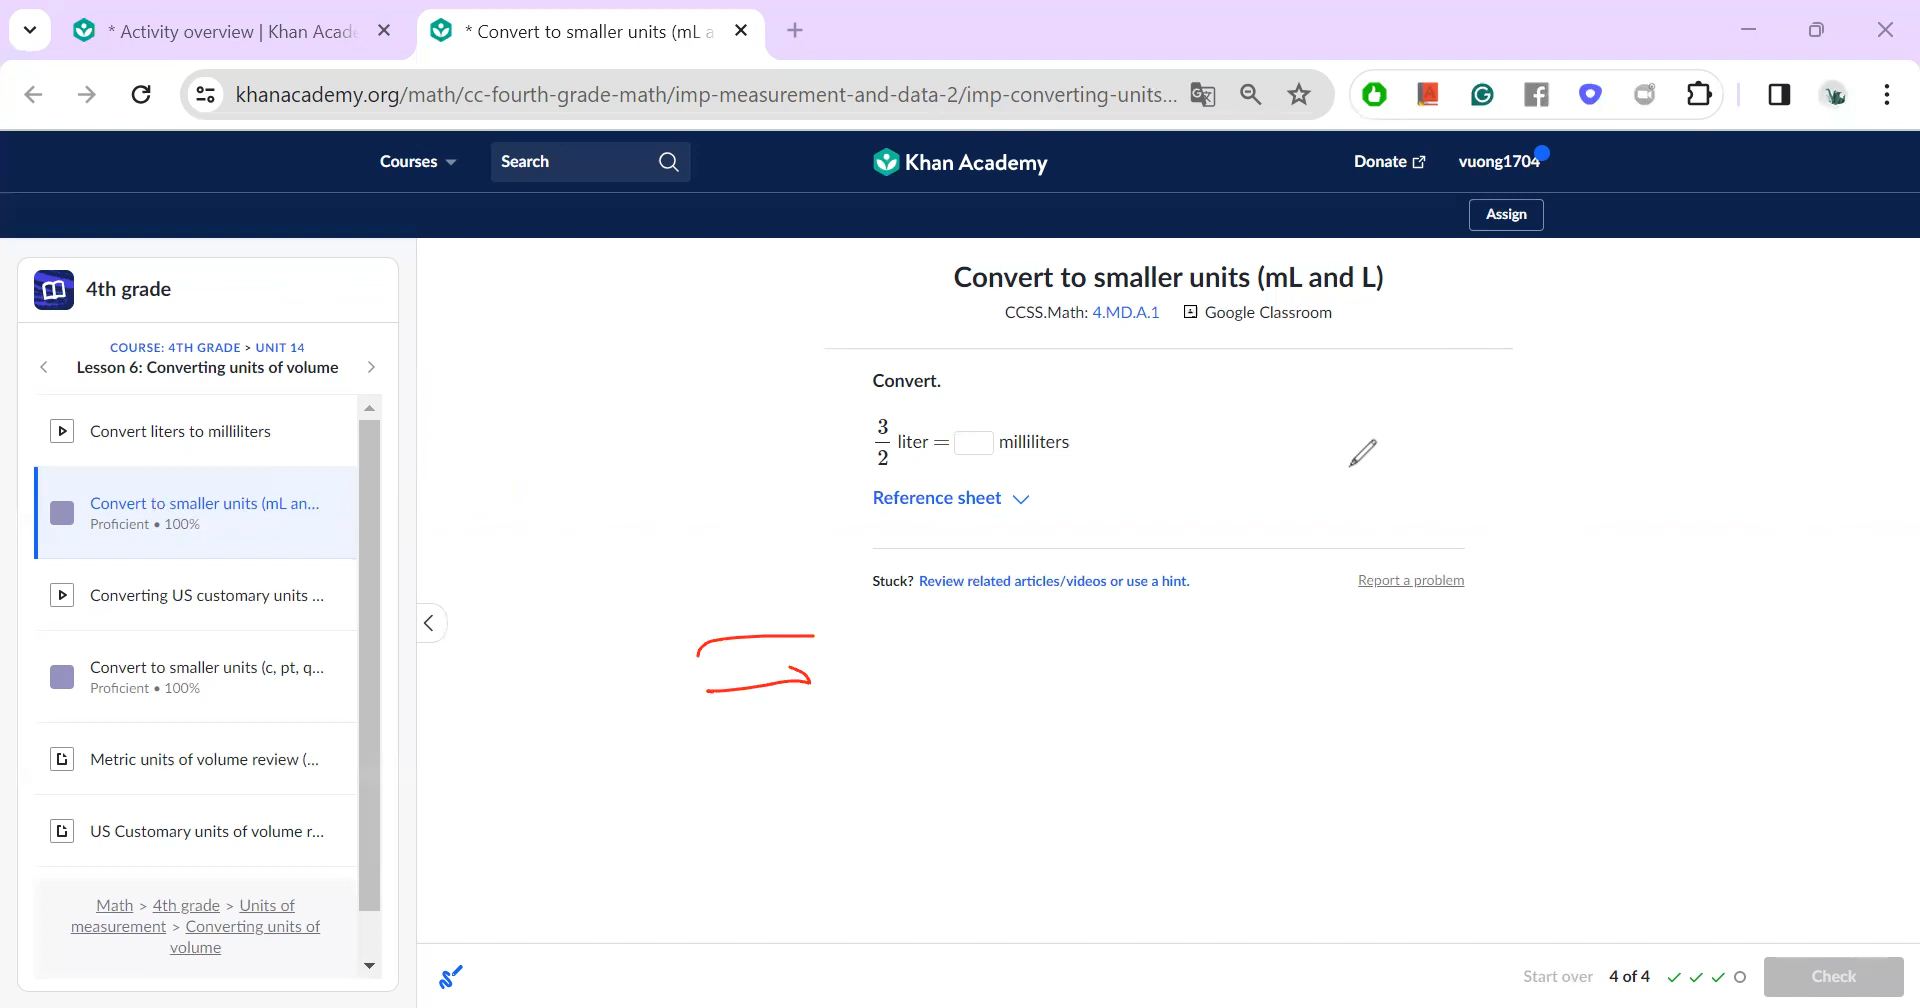 * Activity overview | Khan Acade
* Convert to smaller units (mL a
khanacademy.org/math/cc-fourth-grade-math/imp-measurement-and-data-2/imp-converting-units...
Courses
Search
Khan Academy
Donate
vuong1704
Assign
4th grade
COURSE: 4TH GRADE > UNIT 14
Lesson 6: Converting units of volume
Convert liters to milliliters
Convert to smaller units (mL an...
Proficient • 100%
Converting US customary units ...
Convert to smaller units (c, pt, q...
Proficient • 100%
Metric units of volume review (...
US Customary units of volume r...
Math > 4th grade > Units of
measurement > Converting units of
volume
Convert to smaller units (mL and L)
CCSS.Math: 4.MD.A.1 Google Classroom
Convert.
3/2 liter = milliliters
Reference sheet
Stuck? Review related articles/videos or use a hint.
Report a problem
Start over 4 of 4
Check